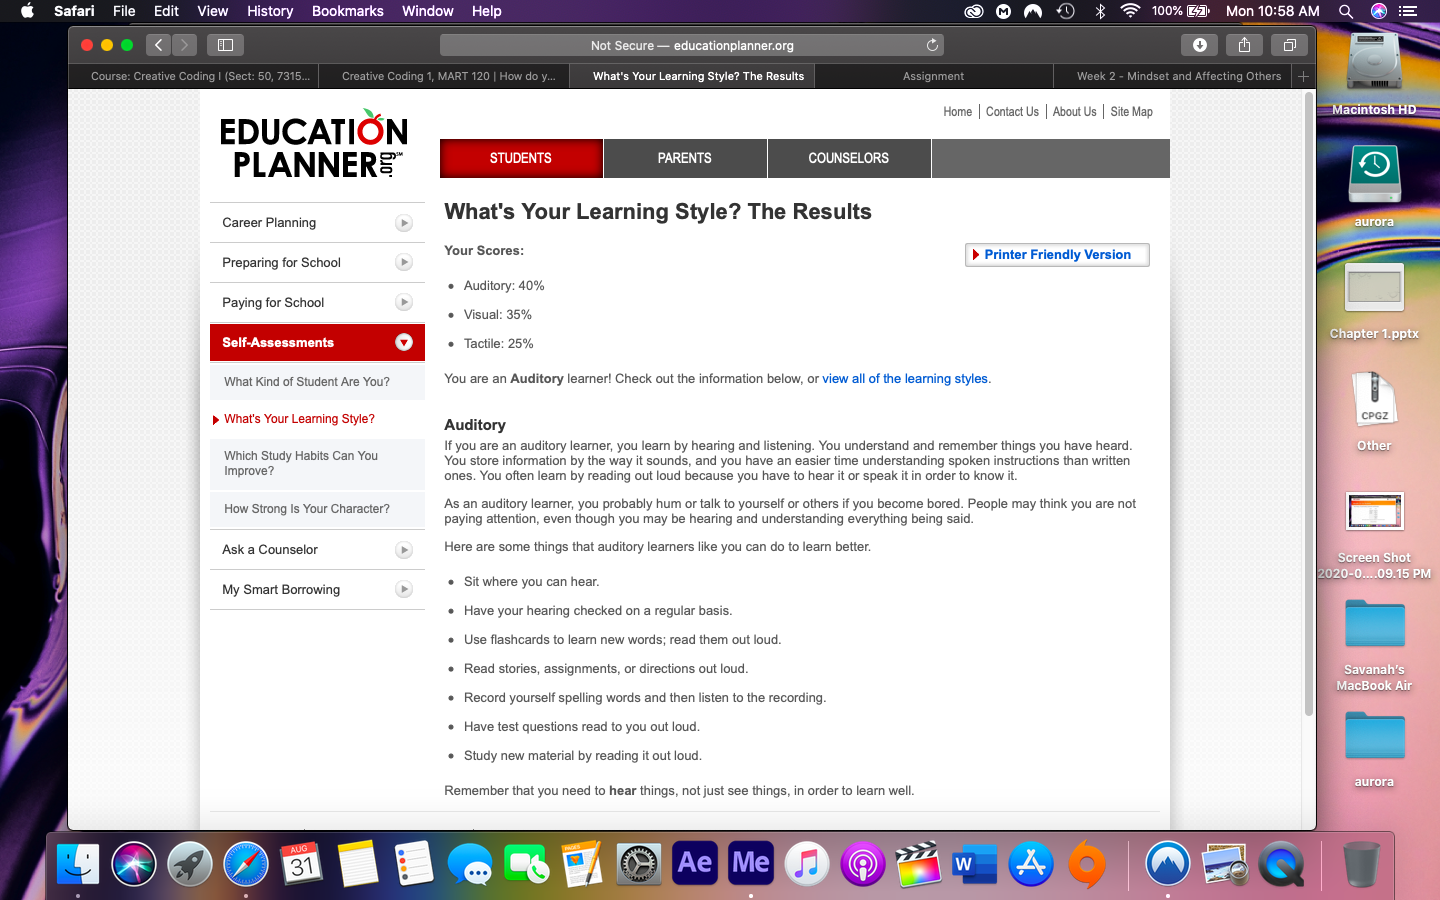 Safari File Edit View History Bookmarks Window Help 100% Mon 10:58 AM
Not Secure — educationplanner.org
Course: Creative Coding I (Sect: 50, 7315... Creative Coding 1, MART 120 | How do y... What's Your Learning Style? The Results Assignment Week 2 - Mindset and Affecting Others
Home Contact Us About Us Site Map
EDUCATION
PLANNER.org
STUDENTS PARENTS COUNSELORS
Career Planning
Preparing for School
Paying for School
Self-Assessments
What Kind of Student Are You?
What's Your Learning Style?
Which Study Habits Can You
Improve?
How Strong Is Your Character?
Ask a Counselor
My Smart Borrowing
What's Your Learning Style? The Results
Your Scores:
Printer Friendly Version
Auditory: 40%
Visual: 35%
Tactile: 25%
You are an Auditory learner! Check out the information below, or view all of the learning styles.
Auditory
If you are an auditory learner, you learn by hearing and listening. You understand and remember things you have heard.
You store information by the way it sounds, and you have an easier time understanding spoken instructions than written
ones. You often learn by reading out loud because you have to hear it or speak it in order to know it.
As an auditory learner, you probably hum or talk to yourself or others if you become bored. People may think you are not
paying attention, even though you may be hearing and understanding everything being said.
Here are some things that auditory learners like you can do to learn better.
Sit where you can hear.
Have your hearing checked on a regular basis.
Use flashcards to learn new words; read them out loud.
Read stories, assignments, or directions out loud.
Record yourself spelling words and then listen to the recording.
Have test questions read to you out loud.
Study new material by reading it out loud.
Remember that you need to hear things, not just see things, in order to learn well.
Macintosh HD
aurora
Chapter 1.pptx
CPGZ
Other
Screen Shot
2020-0....09.15 PM
Savanah's
MacBook Air
aurora
AUG
31
PAGES
Ae
Me
W